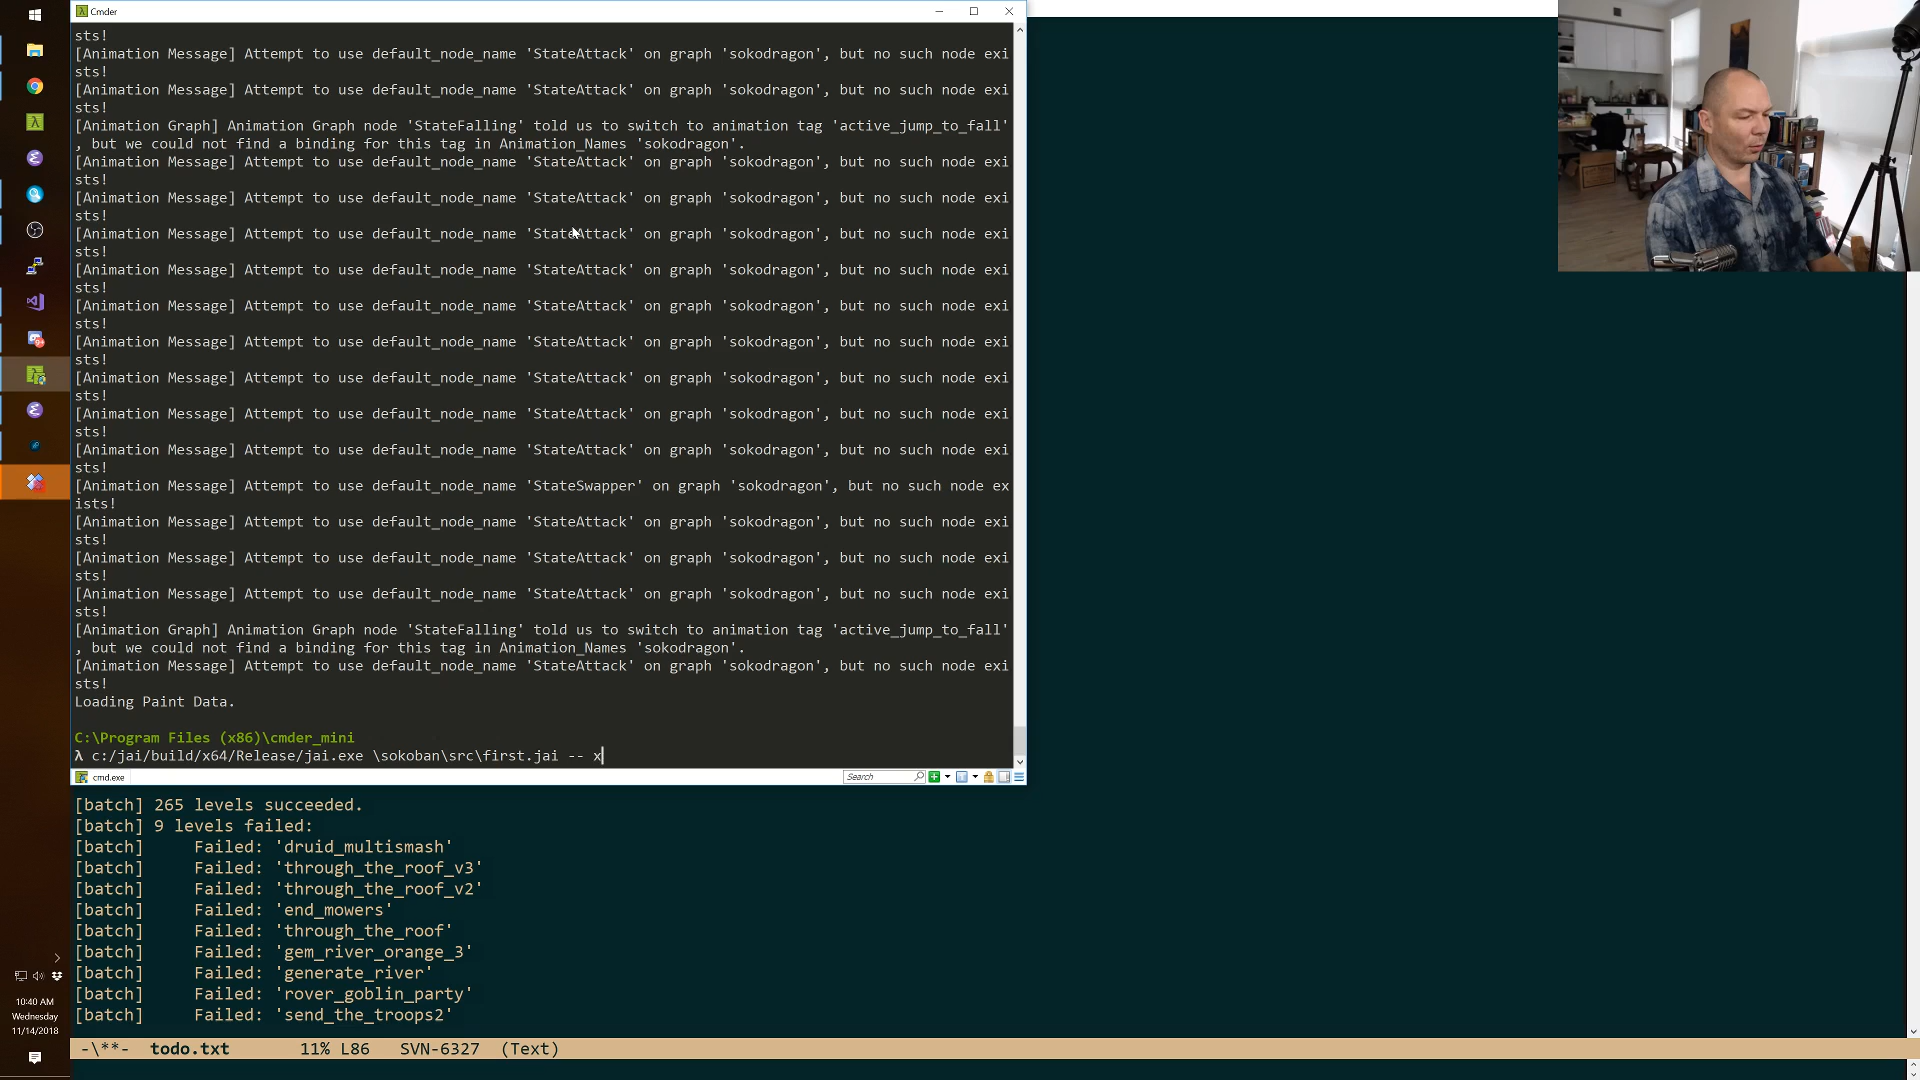 Cmder
sts!
[Animation Message] Attempt to use default_node_name 'StateAttack' on graph 'sokodragon', but no such node exi
sts!
[Animation Message] Attempt to use default_node_name 'StateAttack' on graph 'sokodragon', but no such node exi
sts!
[Animation Graph] Animation Graph node 'StateFalling' told us to switch to animation tag 'active_jump_to_fall'
, but we could not find a binding for this tag in Animation_Names 'sokodragon'.
[Animation Message] Attempt to use default_node_name 'StateAttack' on graph 'sokodragon', but no such node exi
sts!
[Animation Message] Attempt to use default_node_name 'StateAttack' on graph 'sokodragon', but no such node exi
sts!
[Animation Message] Attempt to use default_node_name 'StateAttack' on graph 'sokodragon', but no such node exi
sts!
[Animation Message] Attempt to use default_node_name 'StateAttack' on graph 'sokodragon', but no such node exi
sts!
[Animation Message] Attempt to use default_node_name 'StateAttack' on graph 'sokodragon', but no such node exi
sts!
[Animation Message] Attempt to use default_node_name 'StateAttack' on graph 'sokodragon', but no such node exi
sts!
[Animation Message] Attempt to use default_node_name 'StateAttack' on graph 'sokodragon', but no such node exi
sts!
[Animation Message] Attempt to use default_node_name 'StateAttack' on graph 'sokodragon', but no such node exi
sts!
[Animation Message] Attempt to use default_node_name 'StateAttack' on graph 'sokodragon', but no such node exi
sts!
[Animation Message] Attempt to use default_node_name 'StateSwapper' on graph 'sokodragon', but no such node ex
ists!
[Animation Message] Attempt to use default_node_name 'StateAttack' on graph 'sokodragon', but no such node exi
sts!
[Animation Message] Attempt to use default_node_name 'StateAttack' on graph 'sokodragon', but no such node exi
sts!
[Animation Message] Attempt to use default_node_name 'StateAttack' on graph 'sokodragon', but no such node exi
sts!
[Animation Graph] Animation Graph node 'StateFalling' told us to switch to animation tag 'active_jump_to_fall'
, but we could not find a binding for this tag in Animation_Names 'sokodragon'.
[Animation Message] Attempt to use default_node_name 'StateAttack' on graph 'sokodragon', but no such node exi
sts!
Loading Paint Data.
C:\Program Files (x86)\cmder_mini
λ c:/jai/build/x64/Release/jai.exe \sokoban\src\first.jai -- x
cmd.exe
Search
[batch] 265 levels succeeded.
[batch] 9 levels failed:
[batch] Failed: 'druid_multismash'
[batch] Failed: 'through_the_roof_v3'
[batch] Failed: 'through_the_roof_v2'
[batch] Failed: 'end_mowers'
[batch] Failed: 'through_the_roof'
[batch] Failed: 'gem_river_orange_3'
[batch] Failed: 'generate_river'
[batch] Failed: 'rover_goblin_party'
[batch] Failed: 'send_the_troops2'
-\**- todo.txt 11% L86 SVN-6327 (Text)
10:40 AM
Wednesday
11/14/2018